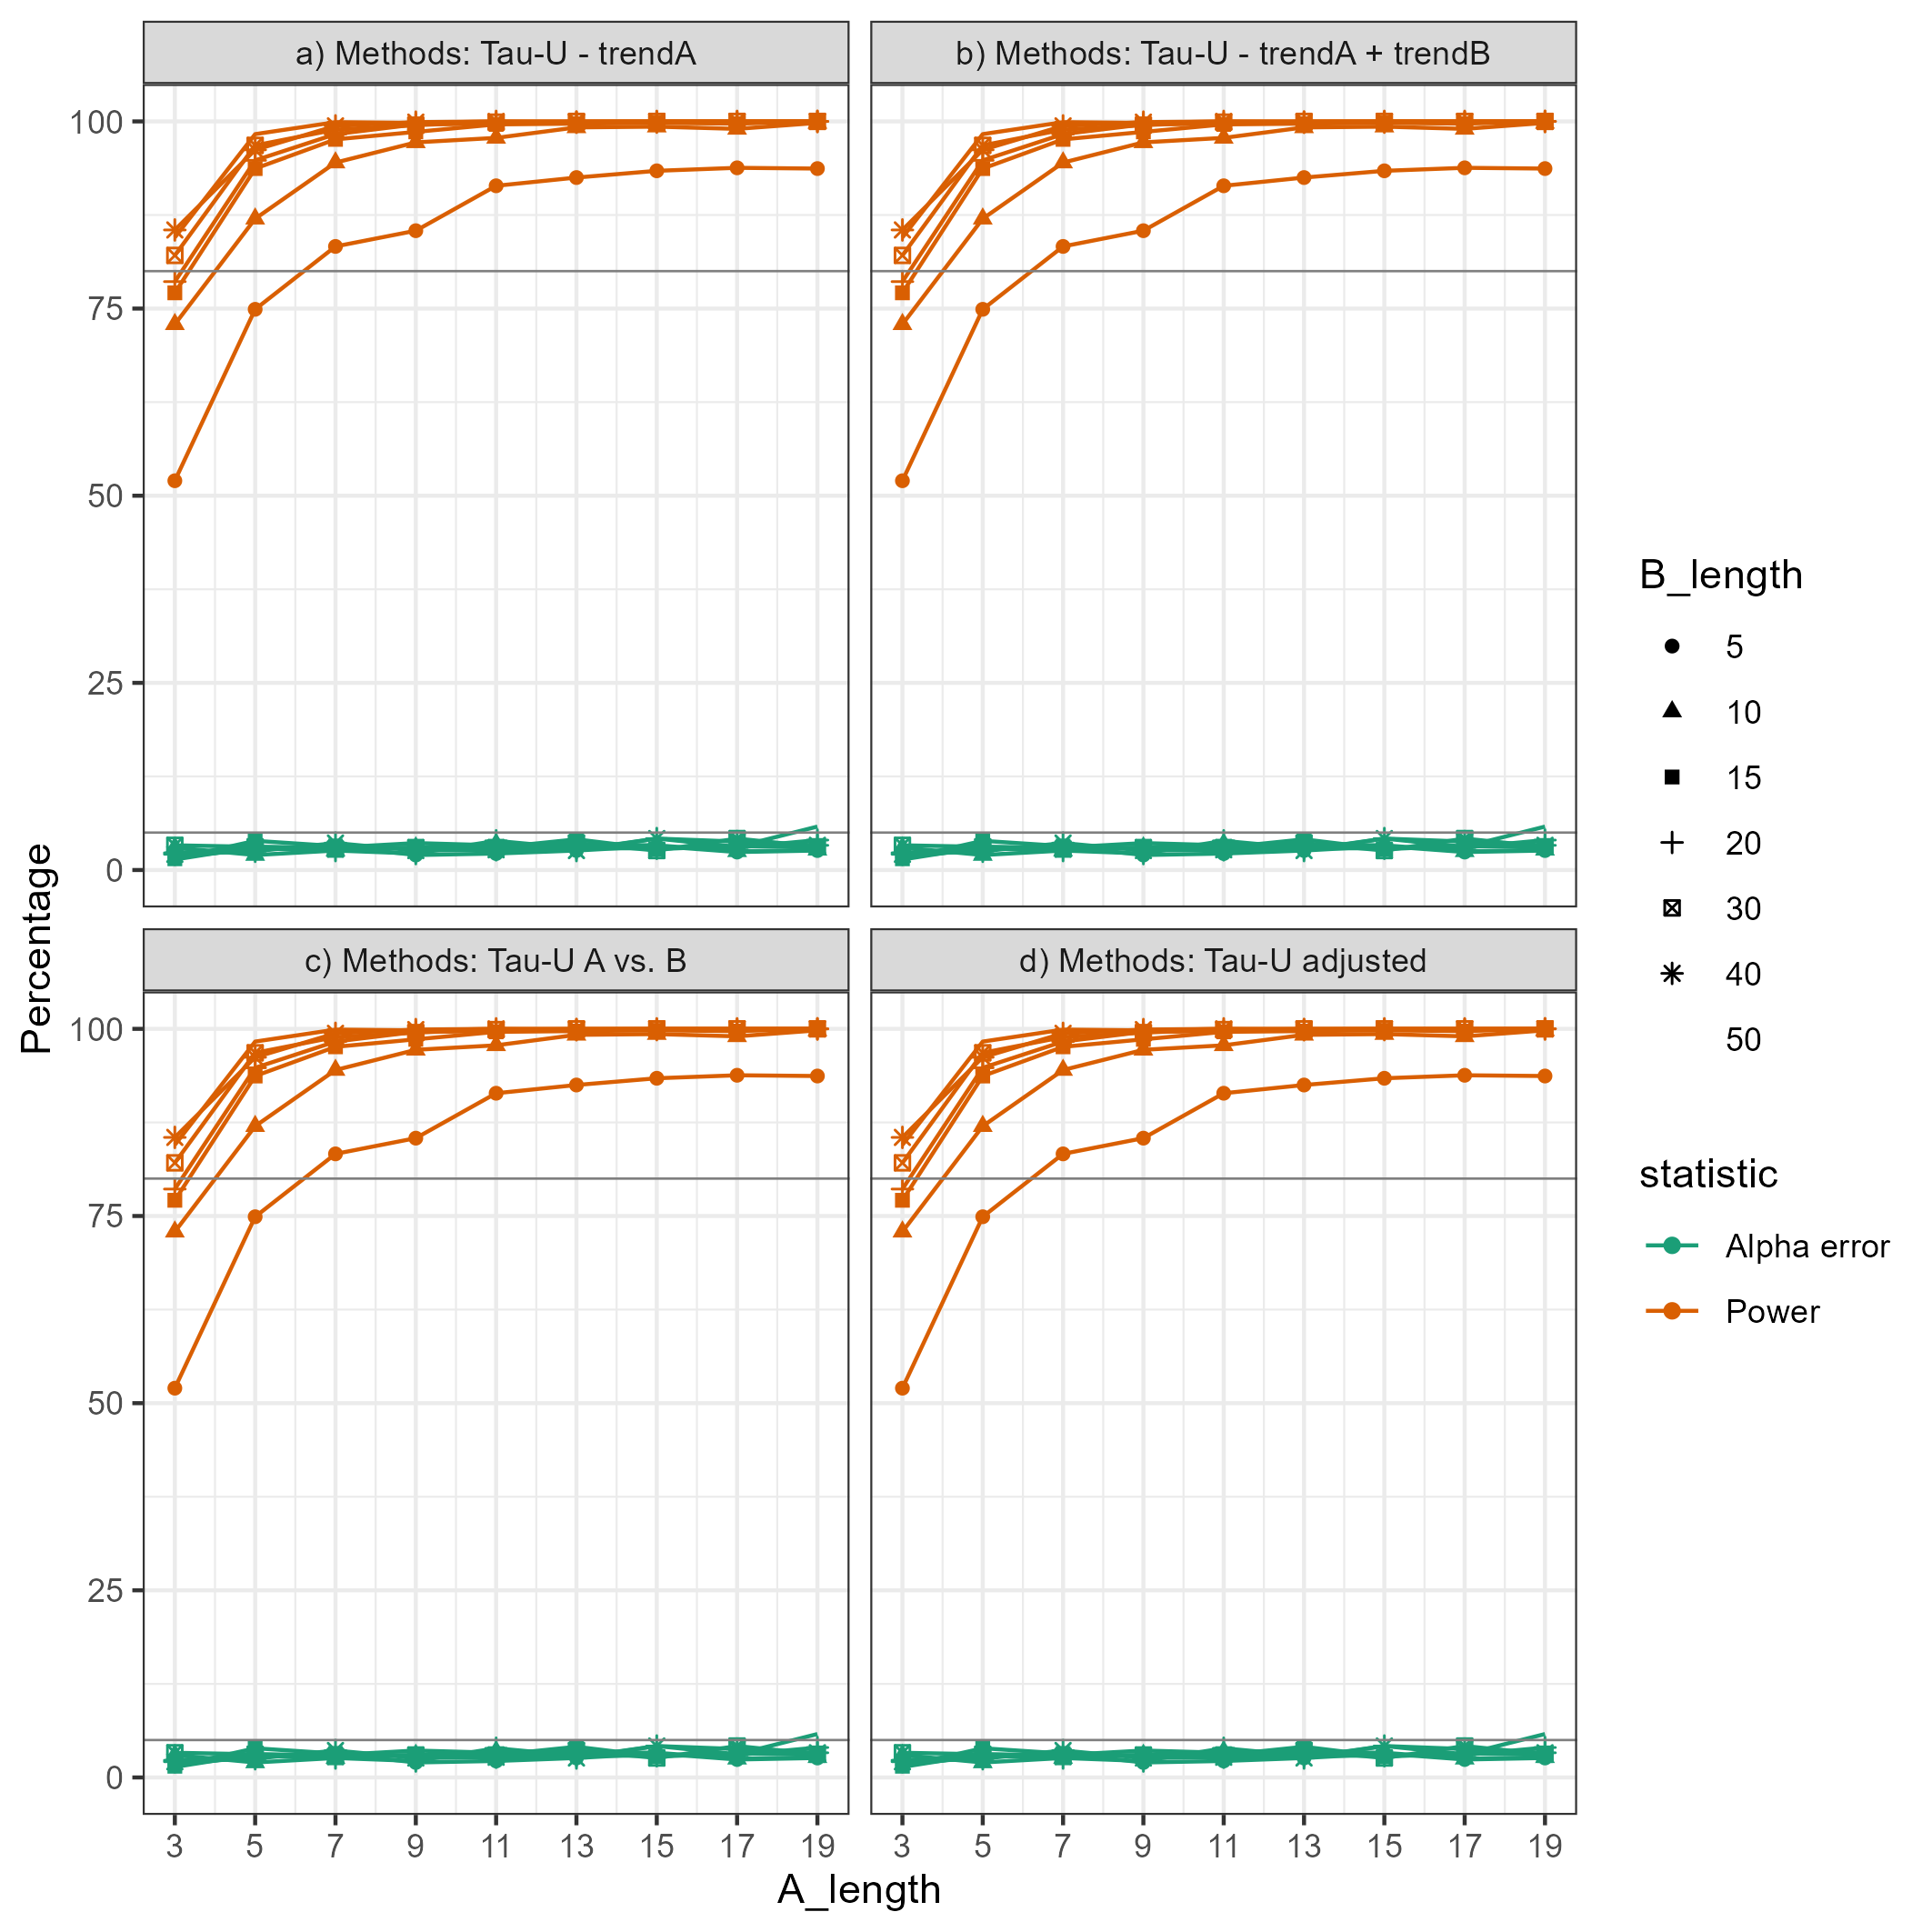 a) Methods: Tau-U - trendA
b) Methods: Tau-U - trendA + trendB
100
75
50
25
0
c) Methods: Tau-U A vs. B
d) Methods: Tau-U adjusted
100
75
50
25
0
3 5 7 9 11 13 15 17 19
3 5 7 9 11 13 15 17 19
A_length
Percentage
B_length
5
10
15
20
30
40
50
statistic
Alpha error
Power